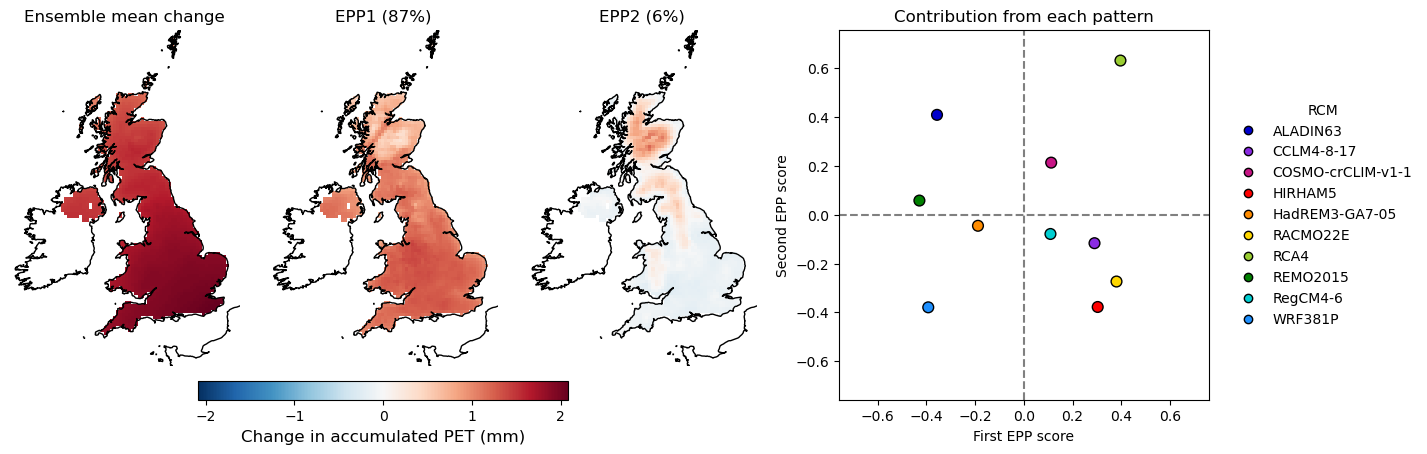 Ensemble mean change
EPP1 (87%)
EPP2 (6%)
−2
−1
0
1
2
Change in accumulated PET (mm)
Contribution from each pattern
0.6
0.4
0.2
0.0
−0.2
−0.4
−0.6
Second EPP score
−0.6
−0.4
−0.2
0.0
0.2
0.4
0.6
First EPP score
RCM
ALADIN63
CCLM4-8-17
COSMO-crCLIM-v1-1
HIRHAM5
HadREM3-GA7-05
RACMO22E
RCA4
REMO2015
RegCM4-6
WRF381P